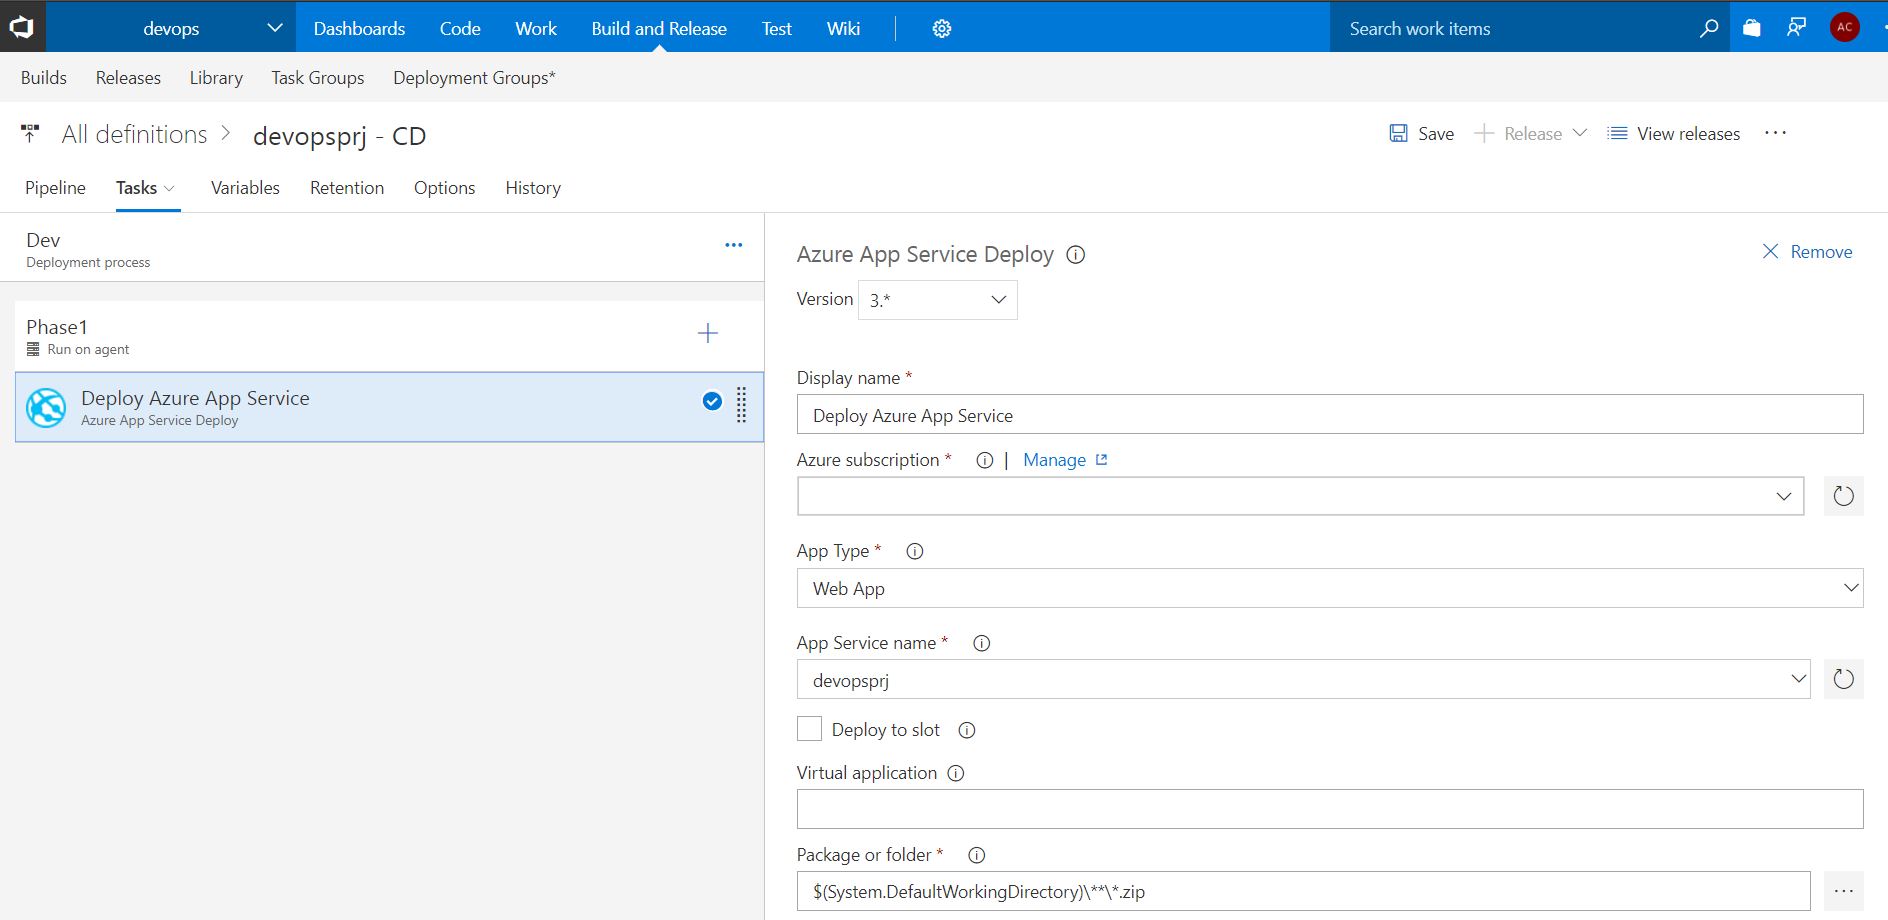 devops Dashboards Code Work Build and Release Test Wiki Search work items AC
Builds Releases Library Task Groups Deployment Groups*
All definitions > devopsprj - CD Save + Release View releases ...
Pipeline Tasks Variables Retention Options History
Dev
Deployment process
...
Phase1
Run on agent
Deploy Azure App Service
Azure App Service Deploy
Azure App Service Deploy Remove
Version 3.*
Display name *
Deploy Azure App Service
Azure subscription * | Manage
App Type *
Web App
App Service name *
devopsprj
Deploy to slot
Virtual application
Package or folder *
$(System.DefaultWorkingDirectory)\**\*.zip ...